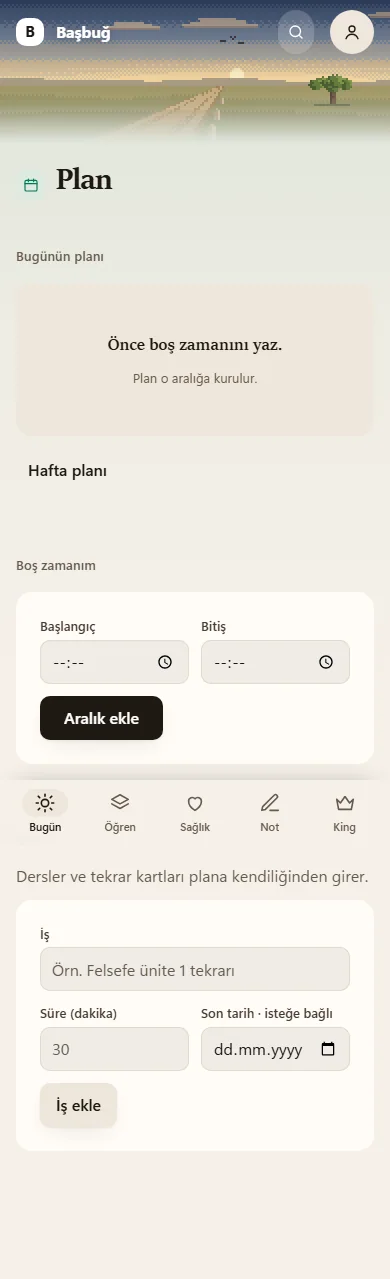 B Başbuğ
Plan
Bugünün planı
Önce boş zamanını yaz.
Plan o aralığa kurulur.
Hafta planı
Boş zamanım
Başlangıç Bitiş
--:-- --:--
Aralık ekle
Bugün Öğren Sağlık Not King
Dersler ve tekrar kartları plana kendiliğinden girer.
İş
Örn. Felsefe ünite 1 tekrarı
Süre (dakika) Son tarih · isteğe bağlı
30 dd.mm.yyyy
İş ekle